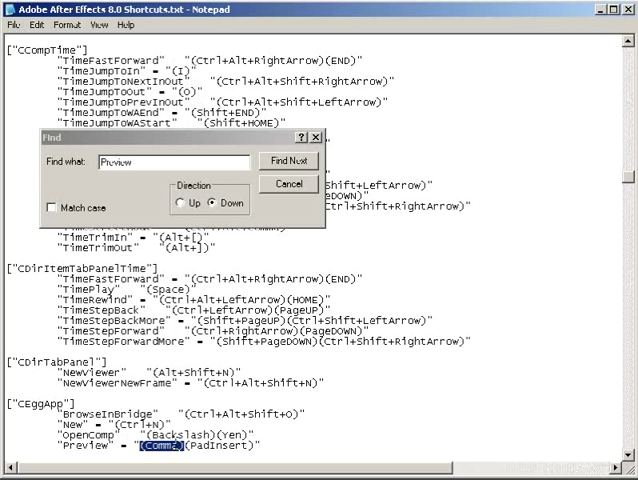 Adobe After Effects 8.0 Shortcuts.txt - Notepad
File Edit Format View Help
["CCompTime"]
"TimeFastForward" "(Ctrl+Alt+RightArrow)(END)"
"TimeJumpToIn" = "(I)"
"TimeJumpToNextInOut" "(Ctrl+Alt+Shift+RightArrow)"
"TimeJumpToOut" = "(O)"
"TimeJumpToPrevInOut" "(Ctrl+Alt+Shift+LeftArrow)"
"TimeJumpToWAEnd" = "(Shift+END)"
"TimeJumpToWAStart" "(Shift+HOME)"
Find
Find what: Preview
Find Next
Direction
Up Down
Cancel
Match case
Shift+LeftArrow)"
eDOWN)"
trl+Shift+RightArrow)"
"TimeTrimIn" = "(Alt+[)"
"TimeTrimOut" "(Alt+])"
["CDirItemTabPanelTime"]
"TimeFastForward" = "(Ctrl+Alt+RightArrow)(END)"
"TimePlay" "(Space)"
"TimeRewind" = "(Ctrl+Alt+LeftArrow)(HOME)"
"TimeStepBack" "(Ctrl+LeftArrow)(PageUP)"
"TimeStepBackMore" = "(Shift+PageUP)(Ctrl+Shift+LeftArrow)"
"TimeStepForward" "(Ctrl+RightArrow)(PageDOWN)"
"TimeStepForwardMore" = "(Shift+PageDOWN)(Ctrl+Shift+RightArrow)"
["CDirTabPanel"]
"NewViewer" "(Alt+Shift+N)"
"NewViewerNewFrame" = "(Ctrl+Alt+Shift+N)"
["CEggApp"]
"BrowseInBridge" "(Ctrl+Alt+Shift+O)"
"New" = "(Ctrl+N)"
"OpenComp" "(Backslash)(Yen)"
"Preview" = "(Comma)(PadInsert)"